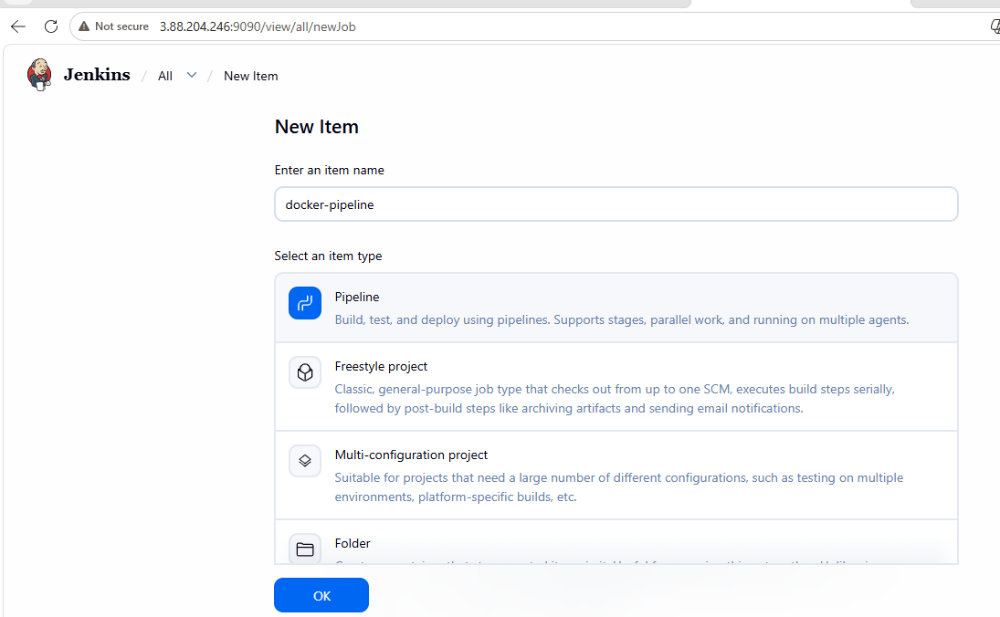 Not secure 3.88.204.246:9090/view/all/newJob
Jenkins / All / New Item
New Item
Enter an item name
docker-pipeline
Select an item type
Pipeline
Build, test, and deploy using pipelines. Supports stages, parallel work, and running on multiple agents.
Freestyle project
Classic, general-purpose job type that checks out from up to one SCM, executes build steps serially,
followed by post-build steps like archiving artifacts and sending email notifications.
Multi-configuration project
Suitable for projects that need a large number of different configurations, such as testing on multiple
environments, platform-specific builds, etc.
Folder
OK